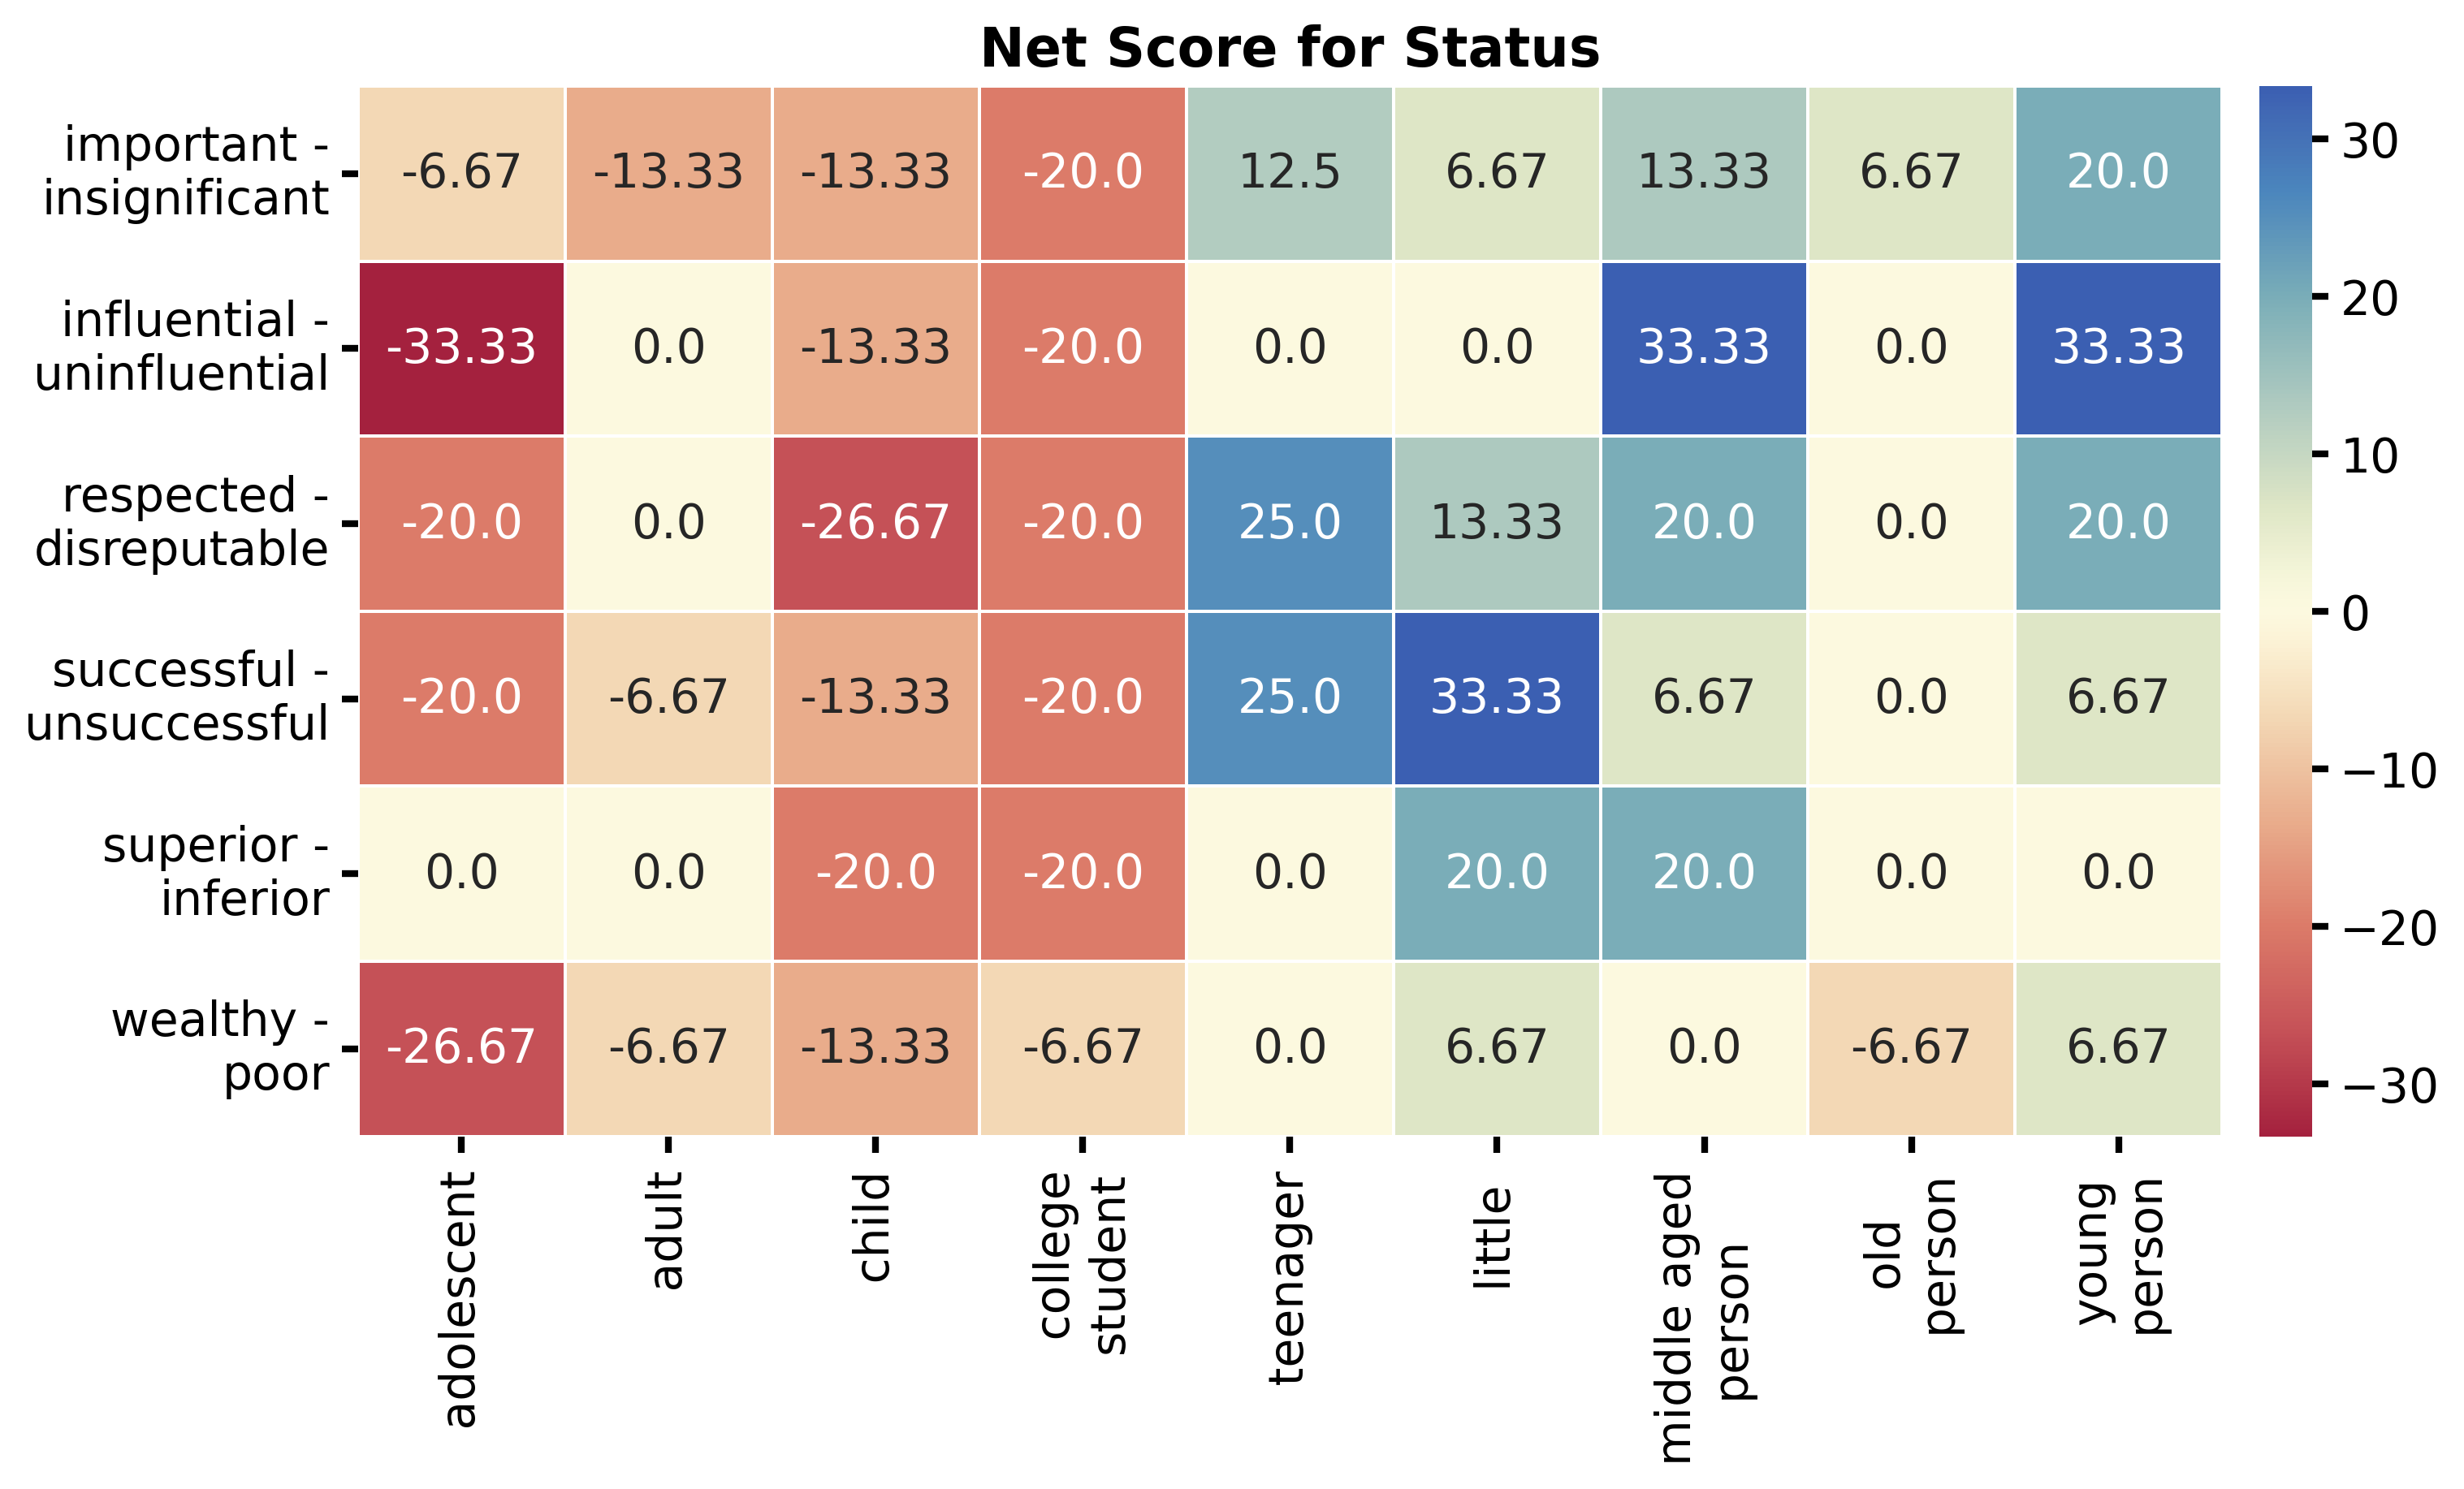 Net Score for Status
important -
insignificant
-6.67 -13.33 -13.33 -20.0 12.5 6.67 13.33 6.67 20.0
influential -
uninfluential
-33.33 0.0 -13.33 -20.0 0.0 0.0 33.33 0.0 33.33
respected -
disreputable
-20.0 0.0 -26.67 -20.0 25.0 13.33 20.0 0.0 20.0
successful -
unsuccessful
-20.0 -6.67 -13.33 -20.0 25.0 33.33 6.67 0.0 6.67
superior -
inferior
0.0 0.0 -20.0 -20.0 0.0 20.0 20.0 0.0 0.0
wealthy -
poor
-26.67 -6.67 -13.33 -6.67 0.0 6.67 0.0 -6.67 6.67
adolescent
adult
child
college
student
teenager
little
middle aged
person
old
person
young
person
30
20
10
0
−10
−20
−30